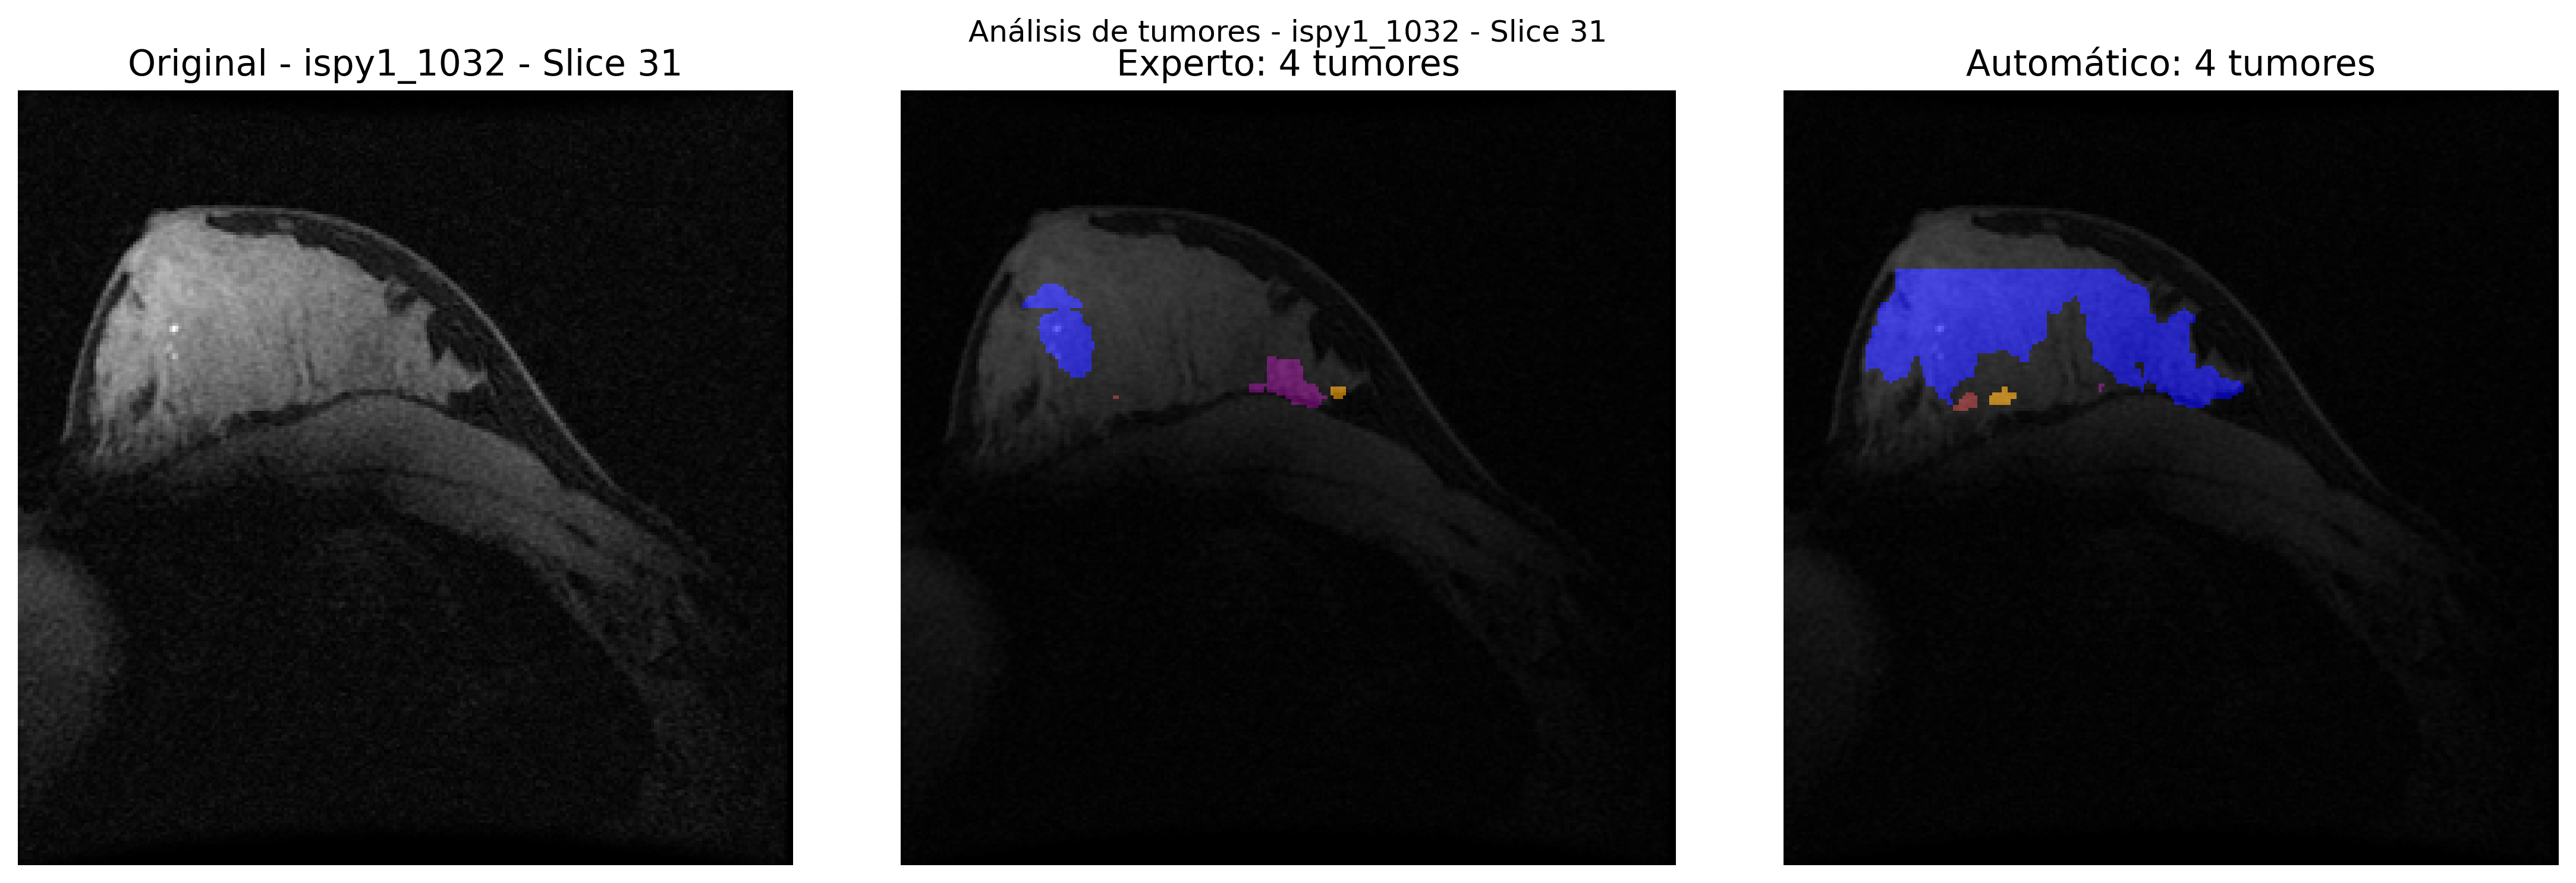 Análisis de tumores - ispy1_1032 - Slice 31
Original - ispy1_1032 - Slice 31
Experto: 4 tumores
Automático: 4 tumores